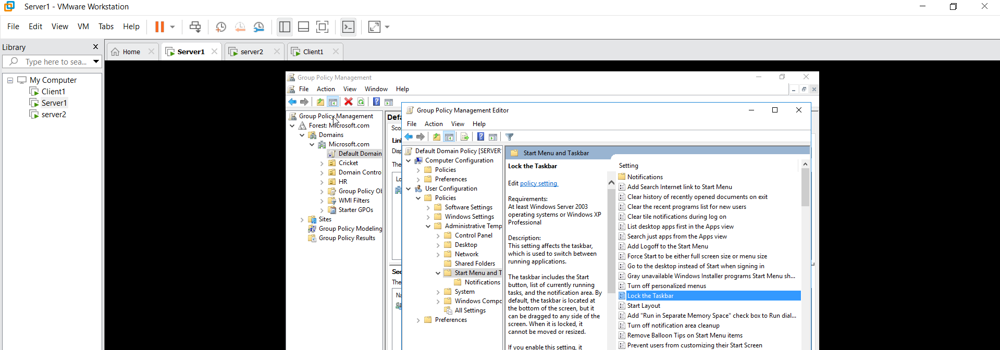 Server1 - VMware Workstation
File Edit View VM Tabs Help
Library
Type here to sea...
My Computer
Client1
Server1
server2
Home
Server1
server2
Client1
Group Policy Management
File Action View Window Help
Group Policy Management
Forest: Microsoft.com
Domains
Microsoft.com
Default Domain
Cricket
Domain Contro
HR
Group Policy Ob
WMI Filters
Starter GPOs
Sites
Group Policy Modeling
Group Policy Results
Defa
Sco
Lin
Disp
The
Lo
Sec
The
Na
Group Policy Management Editor
File Action View Help
Default Domain Policy [SERVER
Computer Configuration
Policies
Preferences
User Configuration
Policies
Software Settings
Windows Settings
Administrative Temp
Control Panel
Desktop
Network
Shared Folders
Start Menu and T
Notifications
System
Windows Compo
All Settings
Preferences
Start Menu and Taskbar
Lock the Taskbar
Edit policy setting
Requirements:
At least Windows Server 2003
operating systems or Windows XP
Professional
Description:
This setting affects the taskbar,
which is used to switch between
running applications.
The taskbar includes the Start
button, list of currently running
tasks, and the notification area. By
default, the taskbar is located at
the bottom of the screen, but it
can be dragged to any side of the
screen. When it is locked, it
cannot be moved or resized.
If you enable this setting, it
Setting
Notifications
Add Search Internet link to Start Menu
Clear history of recently opened documents on exit
Clear the recent programs list for new users
Clear tile notifications during log on
List desktop apps first in the Apps view
Search just apps from the Apps view
Add Logoff to the Start Menu
Force Start to be either full screen size or menu size
Go to the desktop instead of Start when signing in
Gray unavailable Windows Installer programs Start Menu sh...
Turn off personalized menus
Lock the Taskbar
Start Layout
Add "Run in Separate Memory Space" check box to Run dial...
Turn off notification area cleanup
Remove Balloon Tips on Start Menu items
Prevent users from customizing their Start Screen